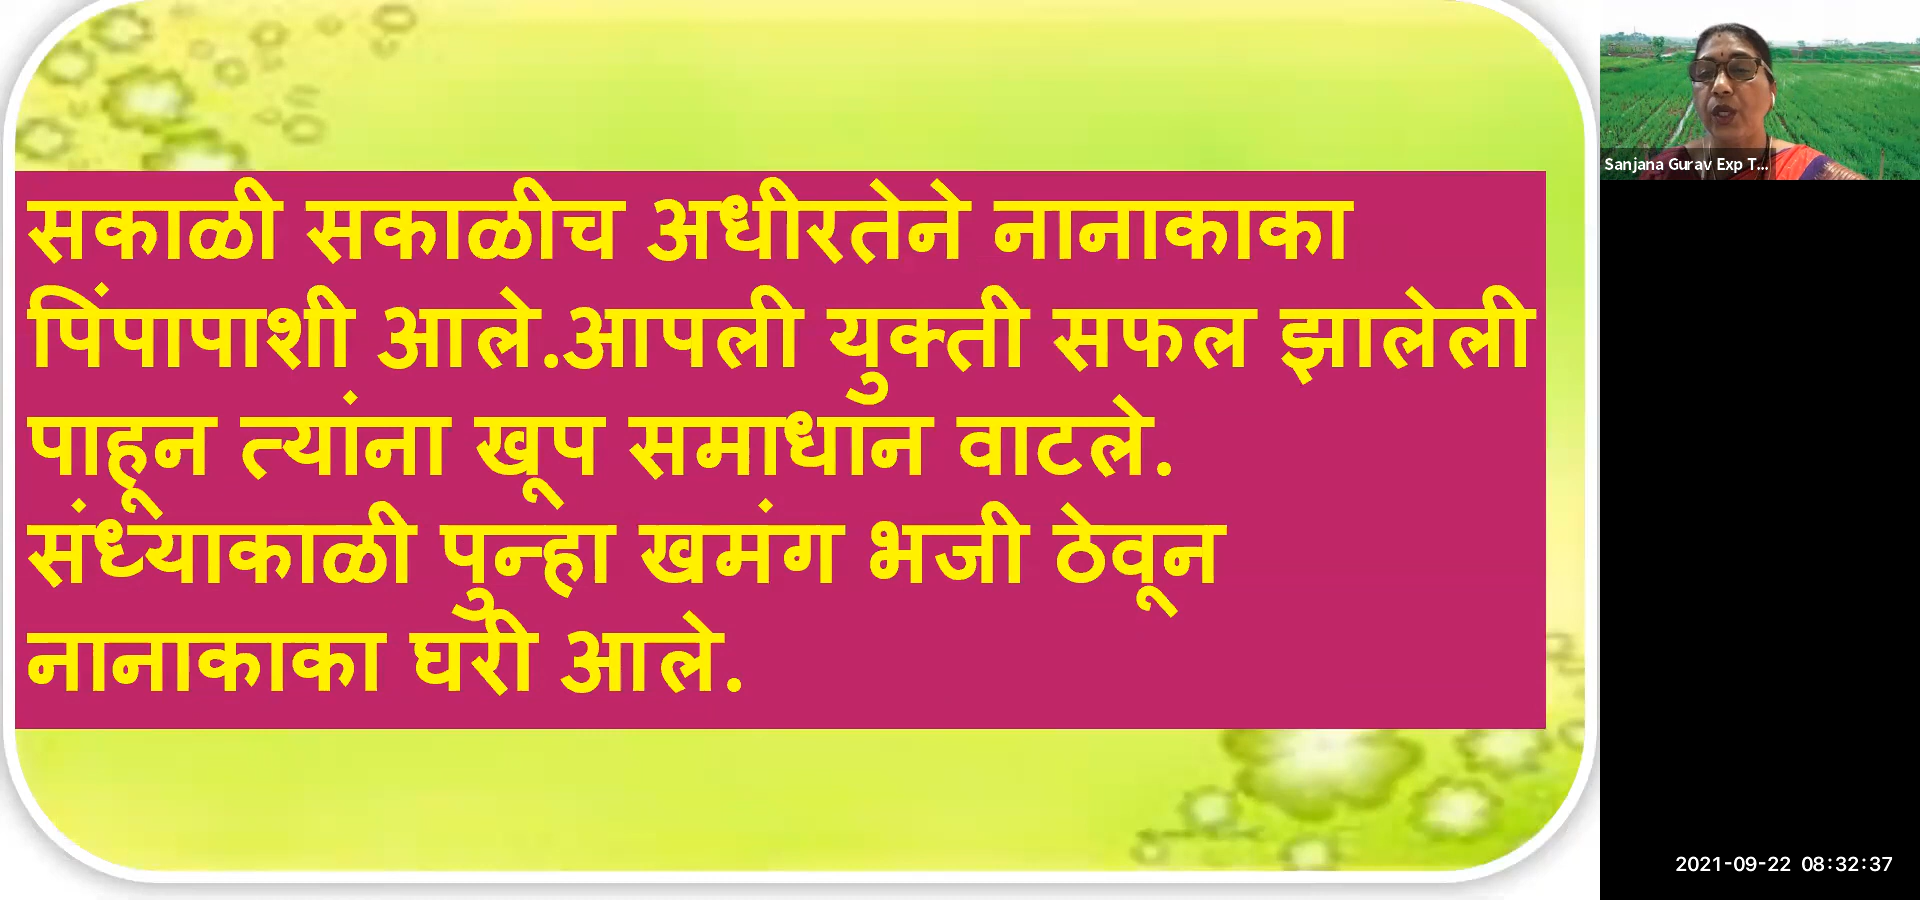 सकाळी सकाळीच अधीरतेने नानाकाका
पिंपापाशी आले.आपली युक्ती सफल झालेली
पाहून त्यांना खूप समाधान वाटले.
संध्याकाळी पुन्हा खमंग भजी ठेवून
नानाकाका घरी आले.
Sanjana Gurav Exp T...
2021-09-22 08:32:37